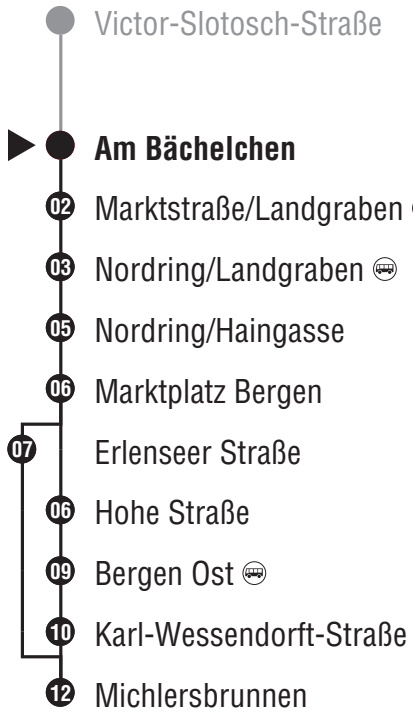 Victor-Slotosch-Straße
Am Bächelchen
02 Marktstraße/Landgraben
03 Nordring/Landgraben
05 Nordring/Haingasse
06 Marktplatz Bergen
07 Erlenseer Straße
06 Hohe Straße
09 Bergen Ost
10 Karl-Wessendorft-Straße
12 Michlersbrunnen